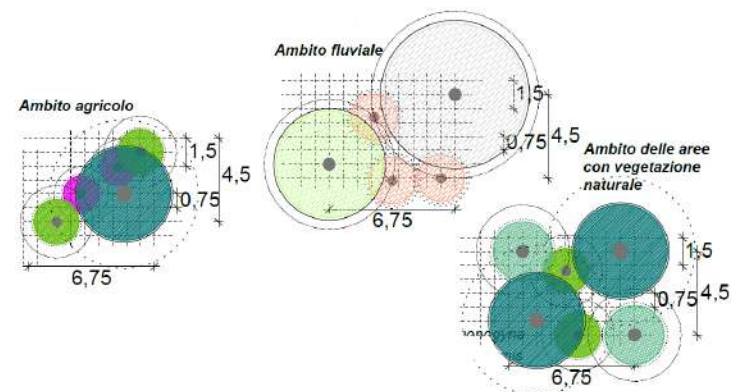 Ambito fluviale
1,5
0,75
4,5
6,75
Ambito agricolo
1,5
4,5
0,75
6,75
Ambito delle aree
con vegetazione
naturale
1,5
0,75
4,5
6,75